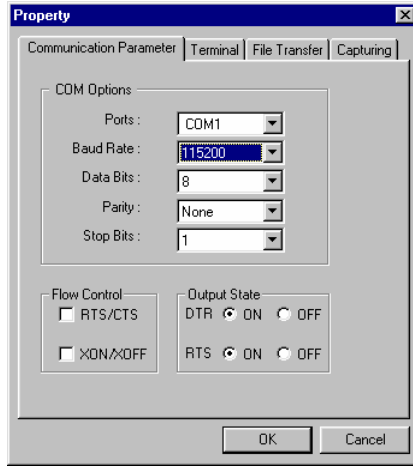 Property
Communication Parameter Terminal File Transfer Capturing
COM Options
Ports : COM1
Baud Rate : 115200
Data Bits : 8
Parity : None
Stop Bits : 1
Flow Control Output State
RTS/CTS DTR ON OFF
XON/XOFF RTS ON OFF
OK Cancel